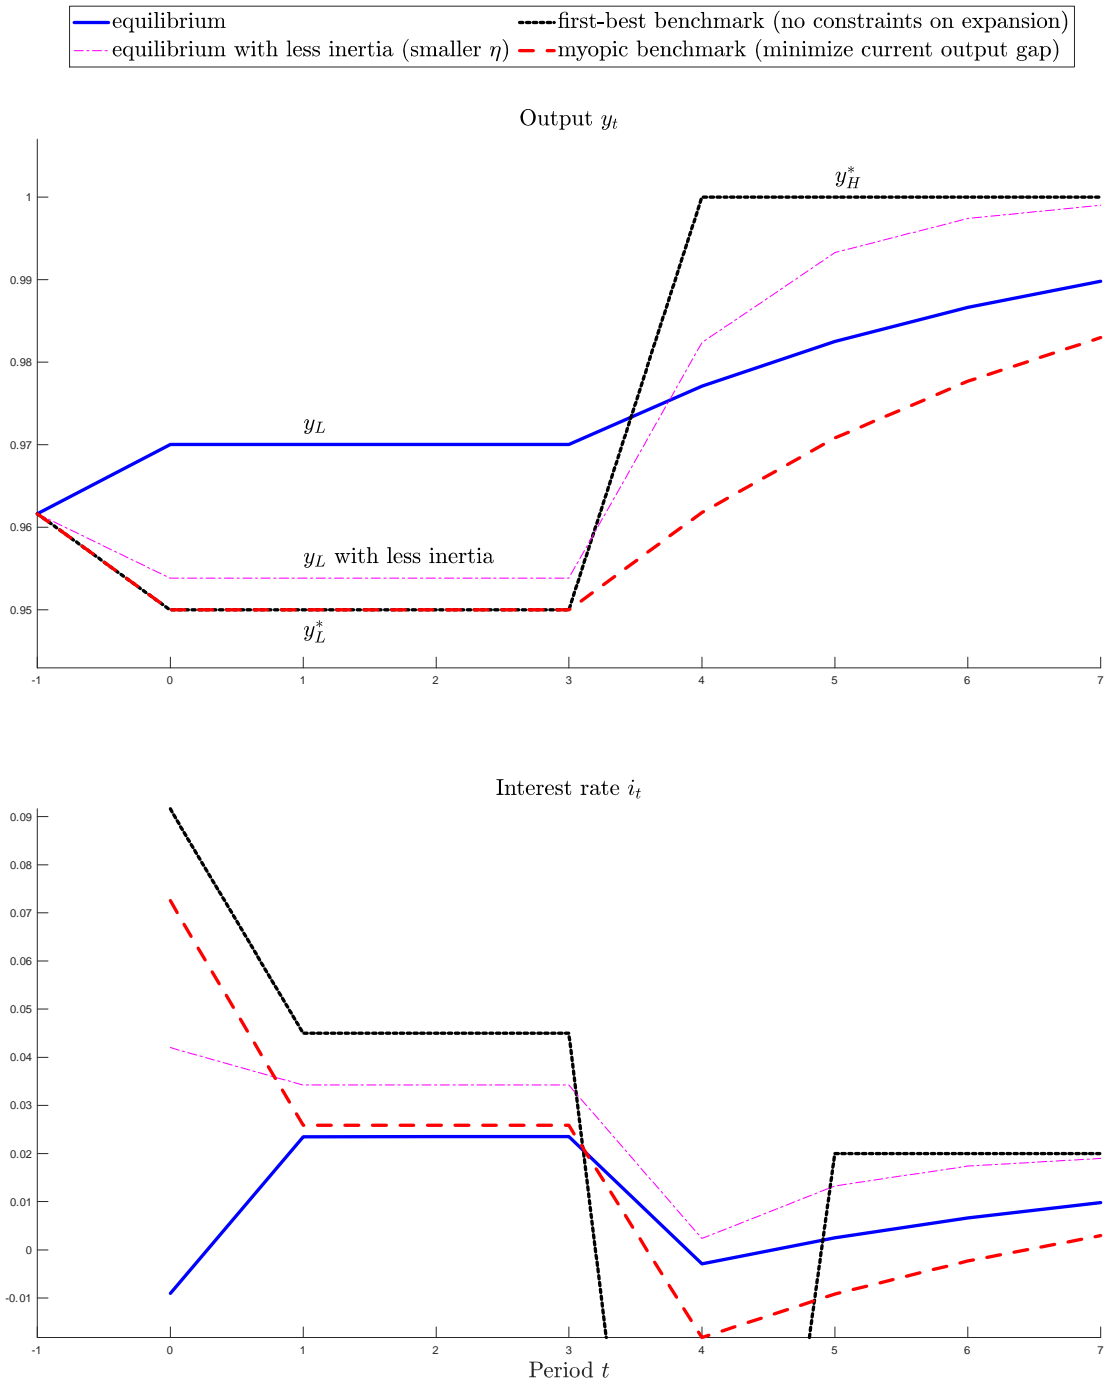 equilibrium
first-best benchmark (no constraints on expansion)
equilibrium with less inertia (smaller η)
myopic benchmark (minimize current output gap)
Output y_t
y_H^*
1
0.99
0.98
0.97
0.96
0.95
y_L
y_L with less inertia
y_L^*
-1 0 1 2 3 4 5 6 7
Interest rate i_t
0.09
0.08
0.07
0.06
0.05
0.04
0.03
0.02
0.01
0
-0.01
-1 0 1 2 3 4 5 6 7
Period t